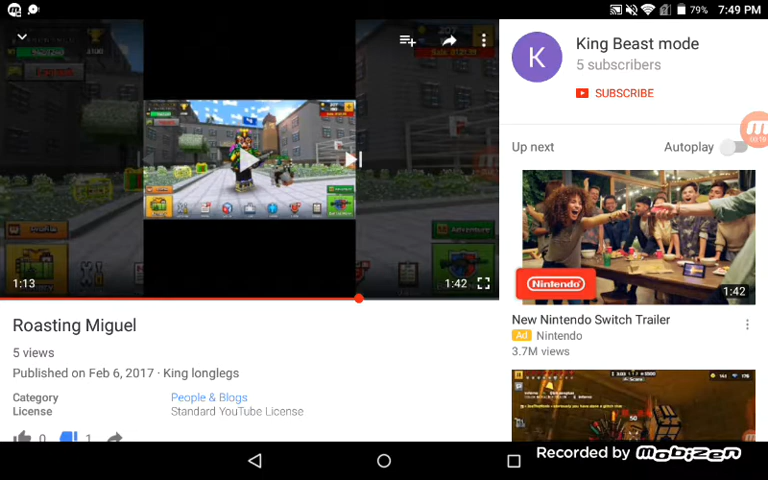 79% 7:49 PM
1:13
1:42
Roasting Miguel
5 views
Published on Feb 6, 2017 · King longlegs
Category People & Blogs
License Standard YouTube License
0 1
King Beast mode
5 subscribers
SUBSCRIBE
Up next Autoplay
Nintendo
1:42
New Nintendo Switch Trailer
Ad Nintendo
3.7M views
50
Recorded by mobizen